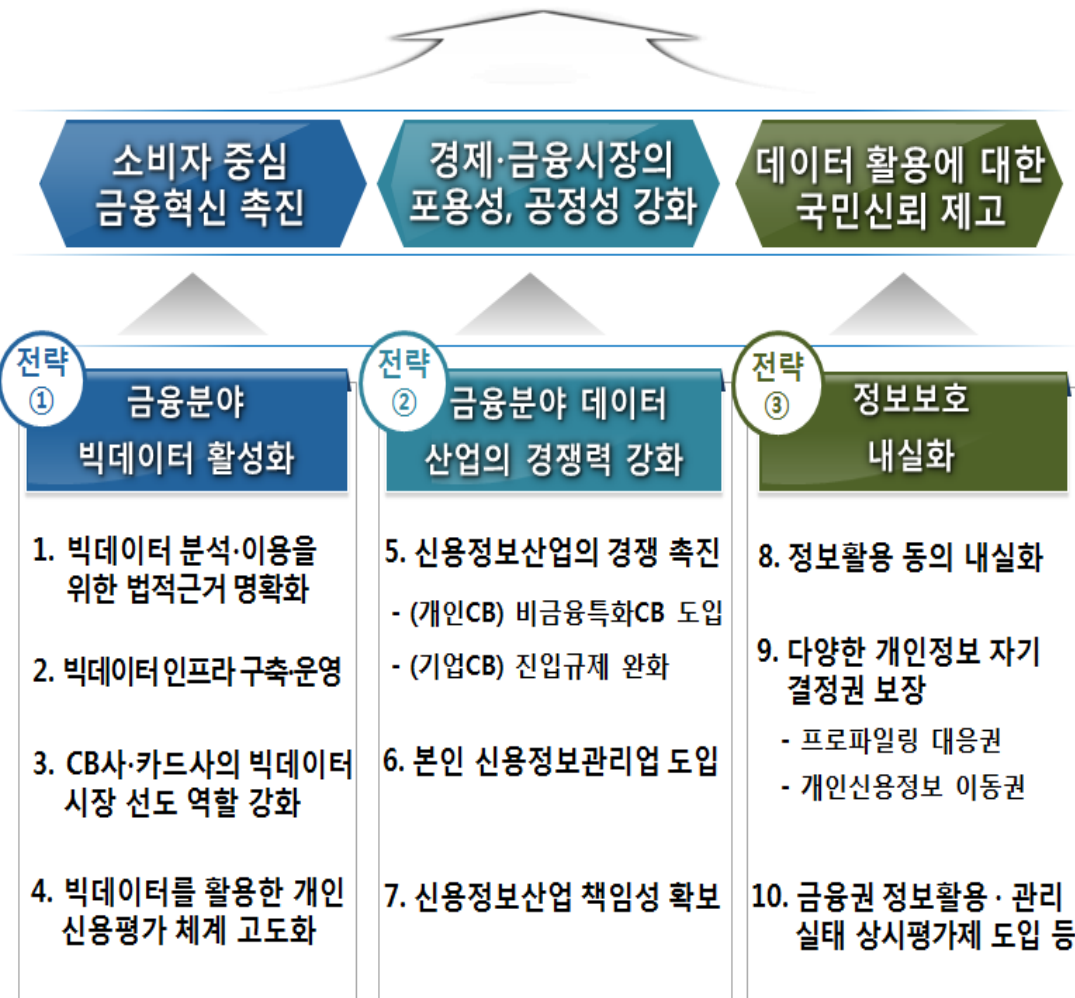 소비자 중심
금융혁신 촉진
경제·금융시장의
포용성, 공정성 강화
데이터 활용에 대한
국민신뢰 제고
전략
①
금융분야
빅데이터 활성화
1. 빅데이터 분석·이용을
위한 법적근거 명확화
2. 빅데이터 인프라 구축·운영
3. CB사·카드사의 빅데이터
시장 선도 역할 강화
4. 빅데이터를 활용한 개인
신용평가 체계 고도화
전략
②
금융분야 데이터
산업의 경쟁력 강화
5. 신용정보산업의 경쟁 촉진
- (개인CB) 비금융특화CB 도입
- (기업CB) 진입규제 완화
6. 본인 신용정보관리업 도입
7. 신용정보산업 책임성 확보
전략
③
정보보호
내실화
8. 정보활용 동의 내실화
9. 다양한 개인정보 자기
결정권 보장
- 프로파일링 대응권
- 개인신용정보 이동권
10. 금융권 정보활용 · 관리
실태 상시평가제 도입 등